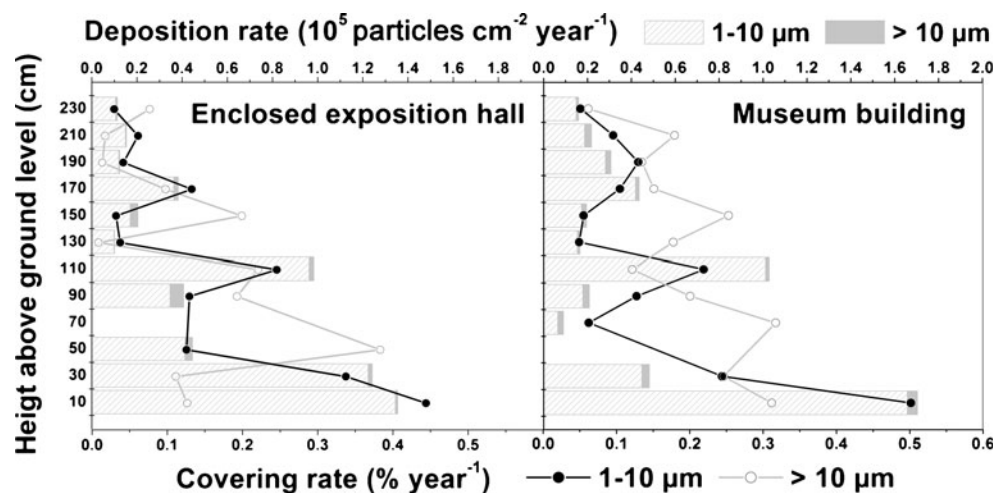 Deposition rate (10⁵ particles cm⁻² year⁻¹) 1-10 μm > 10 μm
0.0 0.2 0.4 0.6 0.8 1.0 1.2 1.4 1.6 1.8 0.0 0.2 0.4 0.6 0.8 1.0 1.2 1.4 1.6 1.8 2.0
Heigt above ground level (cm)
230
Enclosed exposition hall Museum building
210
190
170
150
130
110
90
70
50
30
10
0.0 0.1 0.2 0.3 0.4 0.5 0.0 0.1 0.2 0.3 0.4 0.5 0.6
Covering rate (% year⁻¹) 1-10 μm > 10 μm